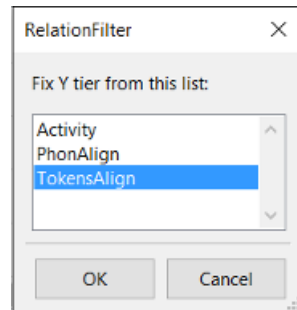 RelationFilter
Fix Y tier from this list:
Activity
PhonAlign
TokensAlign
OK
Cancel